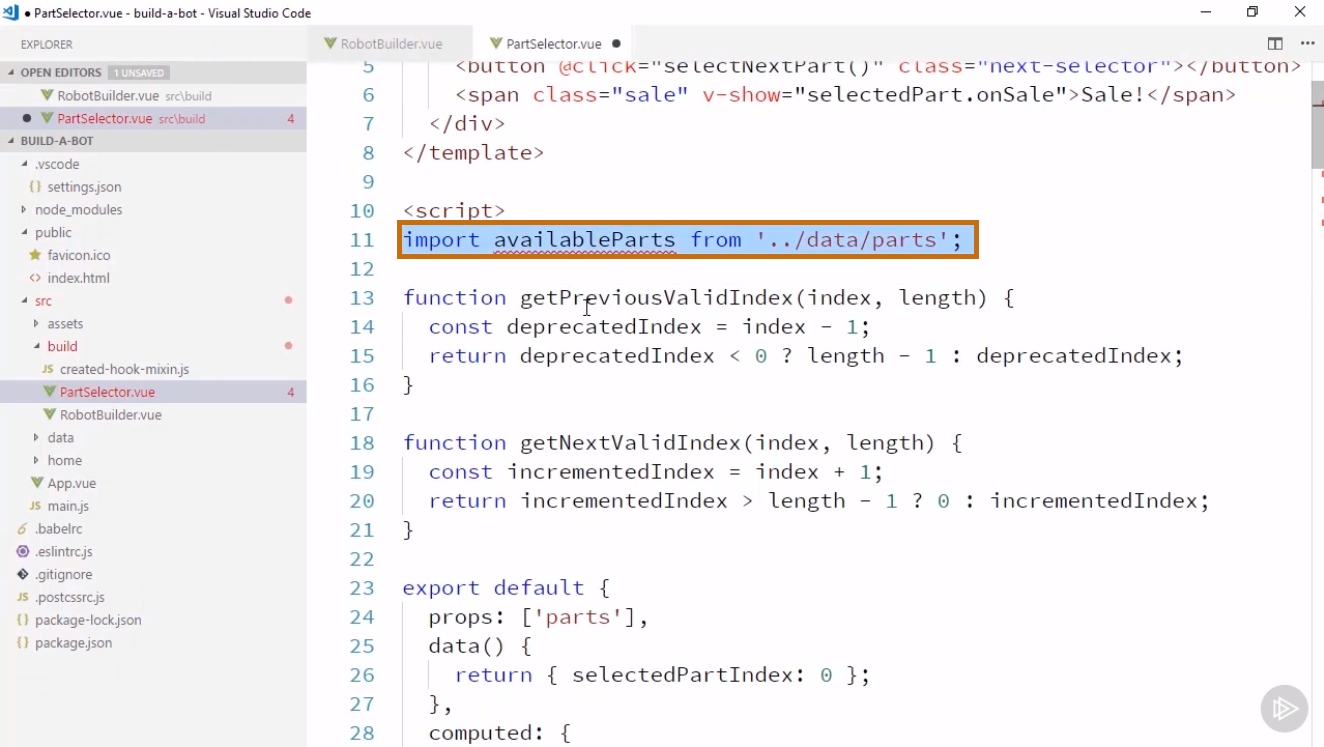 PartSelector.vue - build-a-bot - Visual Studio Code
EXPLORER
OPEN EDITORS 1 UNSAVED
RobotBuilder.vue src\build
PartSelector.vue src\build 4
BUILD-A-BOT
.vscode
{} settings.json
node_modules
public
favicon.ico
<> index.html
src
assets
build
JS created-hook-mixin.js
PartSelector.vue 4
RobotBuilder.vue
data
home
App.vue
JS main.js
.babelrc
.eslintrc.js
.gitignore
JS .postcssrc.js
{} package-lock.json
{} package.json
RobotBuilder.vue
PartSelector.vue
5 <button @click="selectNextPart()" class="next-selector"></button>
6 <span class="sale" v-show="selectedPart.onSale">Sale!</span>
7 </div>
8 </template>
9
10 <script>
11 import availableParts from '../data/parts';
12
13 function getPreviousValidIndex(index, length) {
14 const deprecatedIndex = index - 1;
15 return deprecatedIndex < 0 ? length - 1 : deprecatedIndex;
16 }
17
18 function getNextValidIndex(index, length) {
19 const incrementedIndex = index + 1;
20 return incrementedIndex > length - 1 ? 0 : incrementedIndex;
21 }
22
23 export default {
24 props: ['parts'],
25 data() {
26 return { selectedPartIndex: 0 };
27 },
28 computed: {